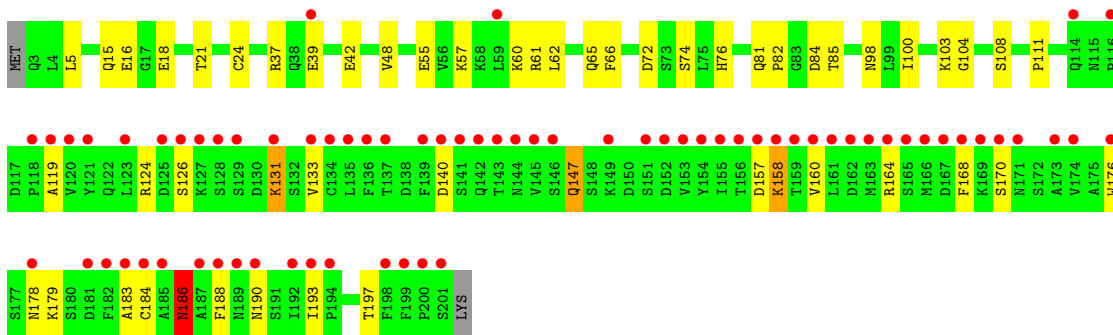 MET Q3 L4 L5 Q15 E16 G17 E18 T21 C24 R37 Q38 E39 E42 V48 E55 V56 K57 K58 L59 K60 R61 L62 Q65 F66 D72 S73 S74 L75 H76 Q81 P82 G83 D84 T85 N98 L99 I100 K103 G104 S108 P111 Q114 N115 P116
D117 P118 A119 V120 Y121 Q122 L123 R124 D125 S126 K127 S128 S129 D130 K131 S132 V133 C134 L135 F136 T137 D138 F139 D140 S141 Q142 T143 N144 V145 S146 Q147 S148 K149 D150 S151 D152 V153 Y154 I155 T156 D157 K158 T159 V160 L161 D162 M163 R164 S165 M166 D167 F168 K169 S170 N171 S172 A173 V174 A175 W176
S177 N178 K179 S180 D181 F182 A183 C184 A185 N186 A187 F188 N189 N190 S191 I192 I193 P194 T197 F198 F199 P200 S201 LYS